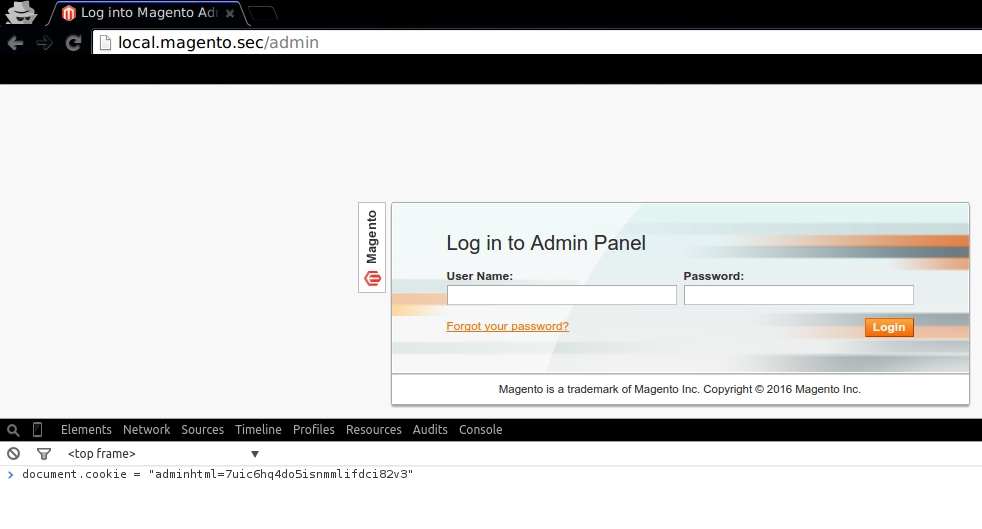 Log into Magento Ad
local.magento.sec/admin
Magento
Log in to Admin Panel
User Name: Password:
Forgot your password? Login
Magento is a trademark of Magento Inc. Copyright © 2016 Magento Inc.
Elements Network Sources Timeline Profiles Resources Audits Console
<top frame>
document.cookie = "adminhtml=7uic6hq4do5isnmmlifdci82v3"